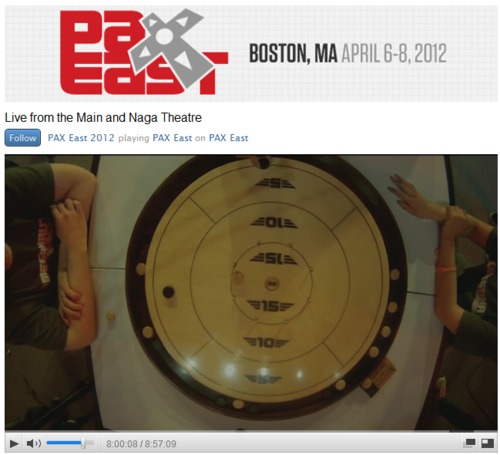 PAX EAST
BOSTON, MA APRIL 6-8, 2012
Live from the Main and Naga Theatre
Follow PAX East 2012 playing PAX East on PAX East
5
10
15
20
15
10
5
8:00:08 / 8:57:09